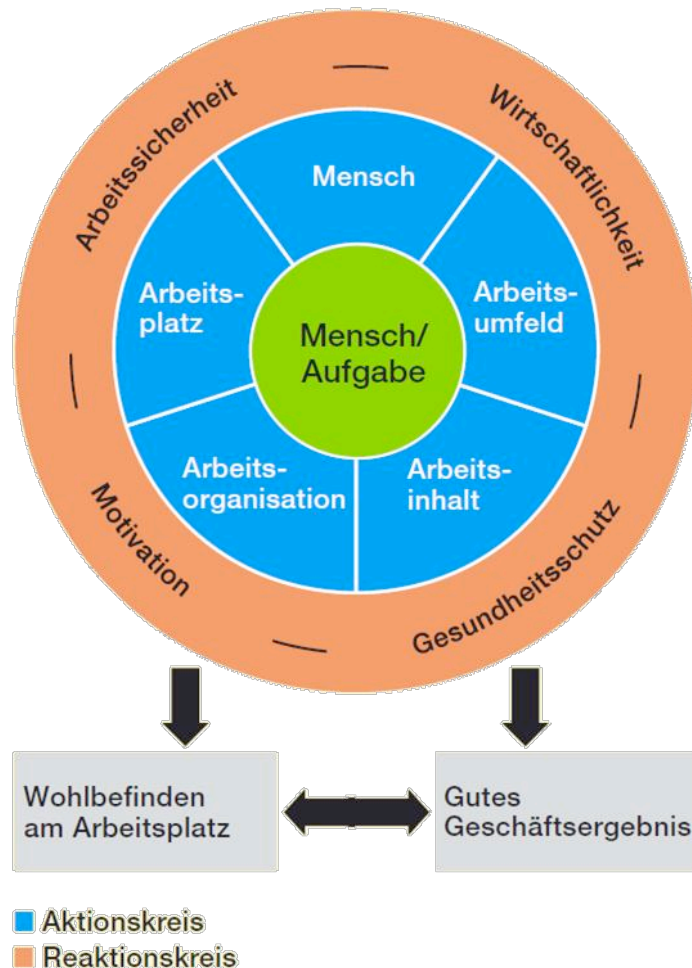 Arbeitssicherheit
Wirtschaftlichkeit
Mensch
Arbeits-
platz
Arbeits-
umfeld
Mensch/
Aufgabe
Arbeits-
organisation
Arbeits-
inhalt
Motivation
Gesundheitsschutz
Wohlbefinden
am Arbeitsplatz
Gutes
Geschäftsergebnis
Aktionskreis
Reaktionskreis